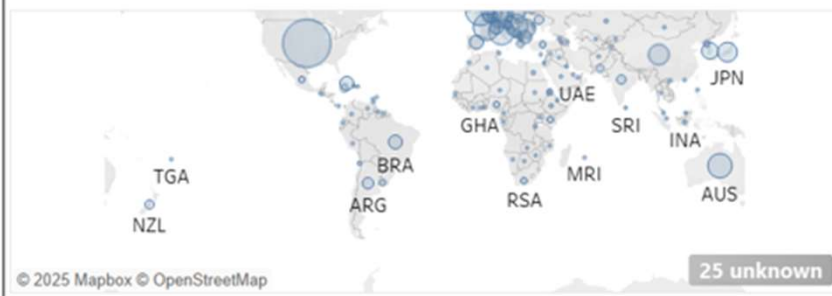 JPN
UAE
GHA
SRI
INA
BRA
MRI
TGA
RSA
AUS
ARG
NZL
25 unknown
© 2025 Mapbox © OpenStreetMap